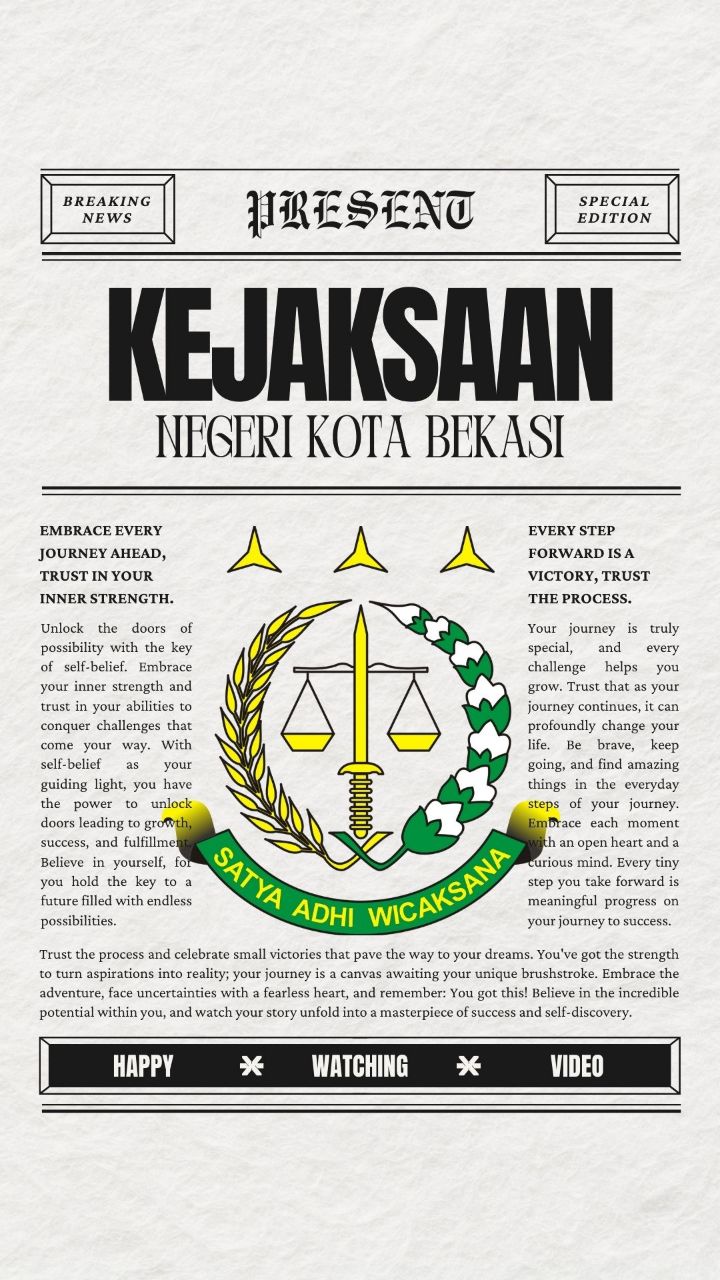 BREAKING
NEWS
PRESENT
SPECIAL
EDITION
KEJAKSAAN
NEGERI KOTA BEKASI
EMBRACE EVERY
JOURNEY AHEAD,
TRUST IN YOUR
INNER STRENGTH.
Unlock the doors of
possibility with the key
of self-belief. Embrace
your inner strength and
trust in your abilities to
conquer challenges that
come your way. With
self-belief as your
guiding light, you have
the power to unlock
doors leading to growth,
success, and fulfillment.
Believe in yourself, for
you hold the key to a
future filled with endless
possibilities.
SATYA ADHI WICAKSANA
EVERY STEP
FORWARD IS A
VICTORY, TRUST
THE PROCESS.
Your journey is truly
special, and every
challenge helps you
grow. Trust that as your
journey continues, it can
profoundly change your
life. Be brave, keep
going, and find amazing
things in the everyday
steps of your journey.
Embrace each moment
with an open heart and a
curious mind. Every tiny
step you take forward is
meaningful progress on
your journey to success.
Trust the process and celebrate small victories that pave the way to your dreams. You've got the strength
to turn aspirations into reality; your journey is a canvas awaiting your unique brushstroke. Embrace the
adventure, face uncertainties with a fearless heart, and remember: You got this! Believe in the incredible
potential within you, and watch your story unfold into a masterpiece of success and self-discovery.
HAPPY WATCHING VIDEO